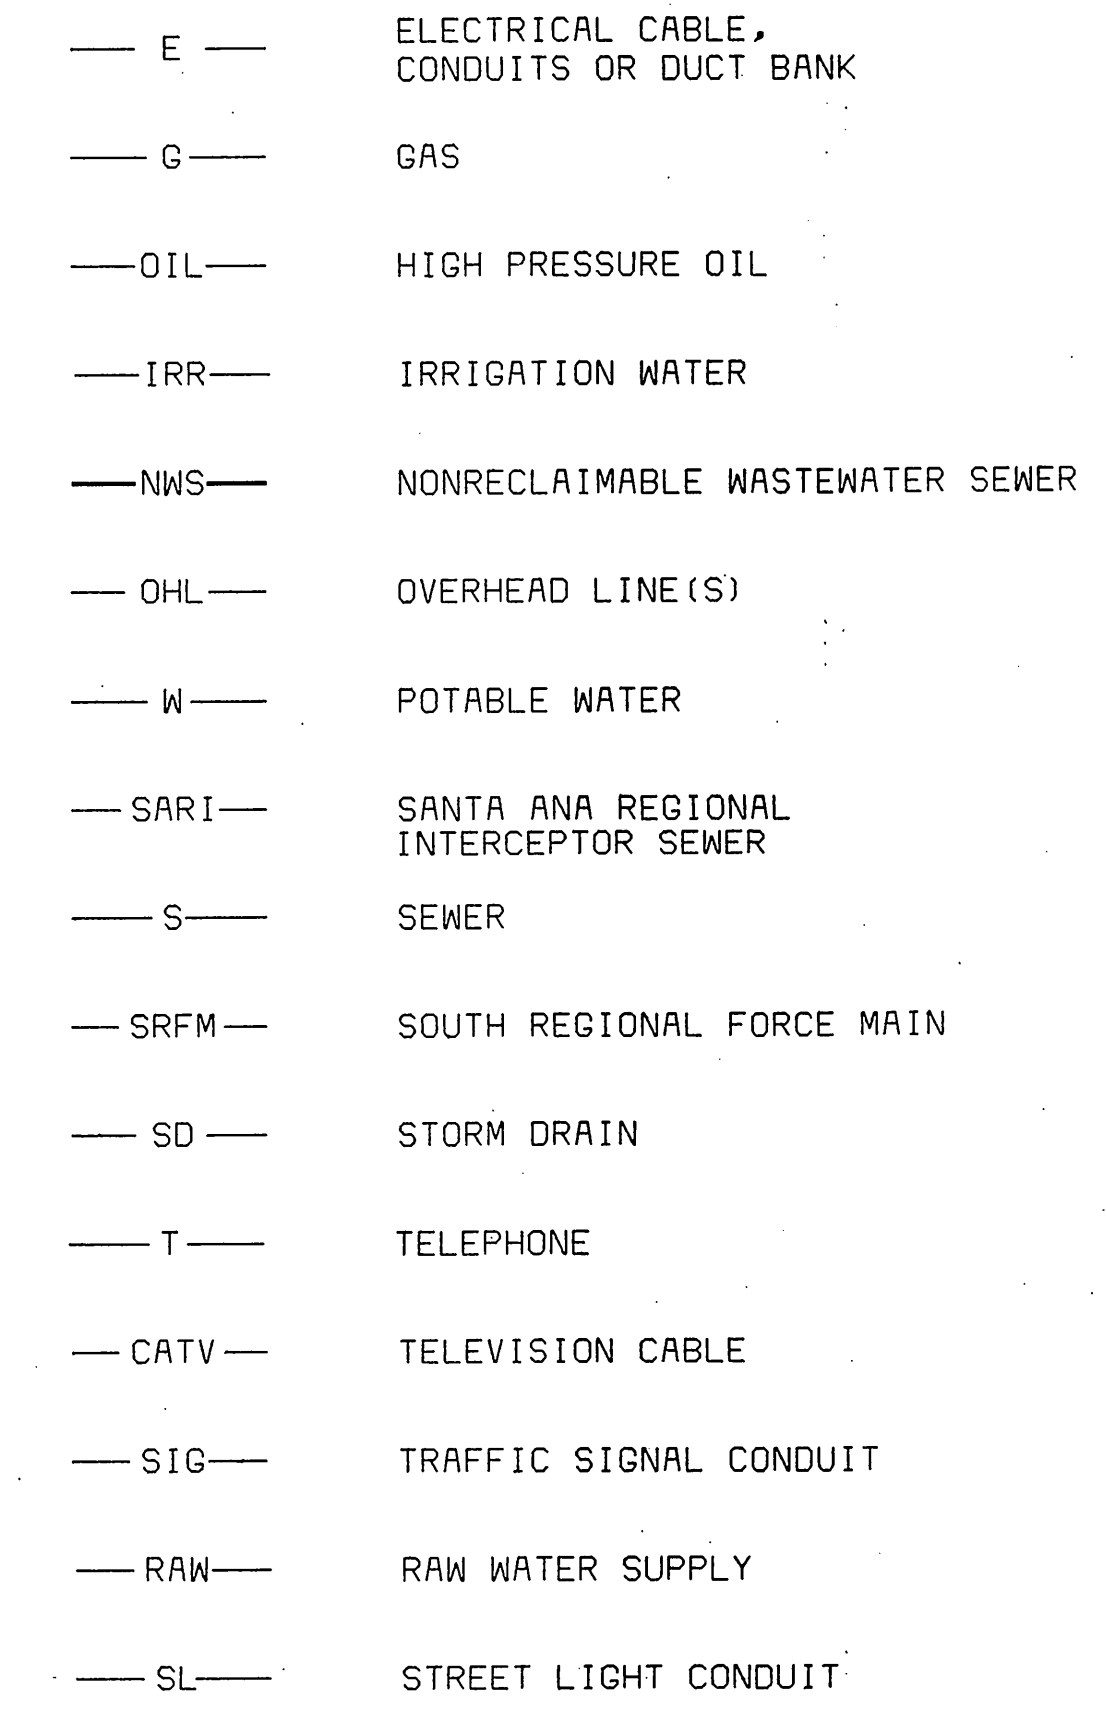 E ELECTRICAL CABLE,
CONDUITS OR DUCT BANK
G GAS
OIL HIGH PRESSURE OIL
IRR IRRIGATION WATER
NWS NONRECLAIMABLE WASTEWATER SEWER
OHL OVERHEAD LINE(S)
W POTABLE WATER
SARI SANTA ANA REGIONAL
INTERCEPTOR SEWER
S SEWER
SRFM SOUTH REGIONAL FORCE MAIN
SD STORM DRAIN
T TELEPHONE
CATV TELEVISION CABLE
SIG TRAFFIC SIGNAL CONDUIT
RAW RAW WATER SUPPLY
SL STREET LIGHT CONDUIT